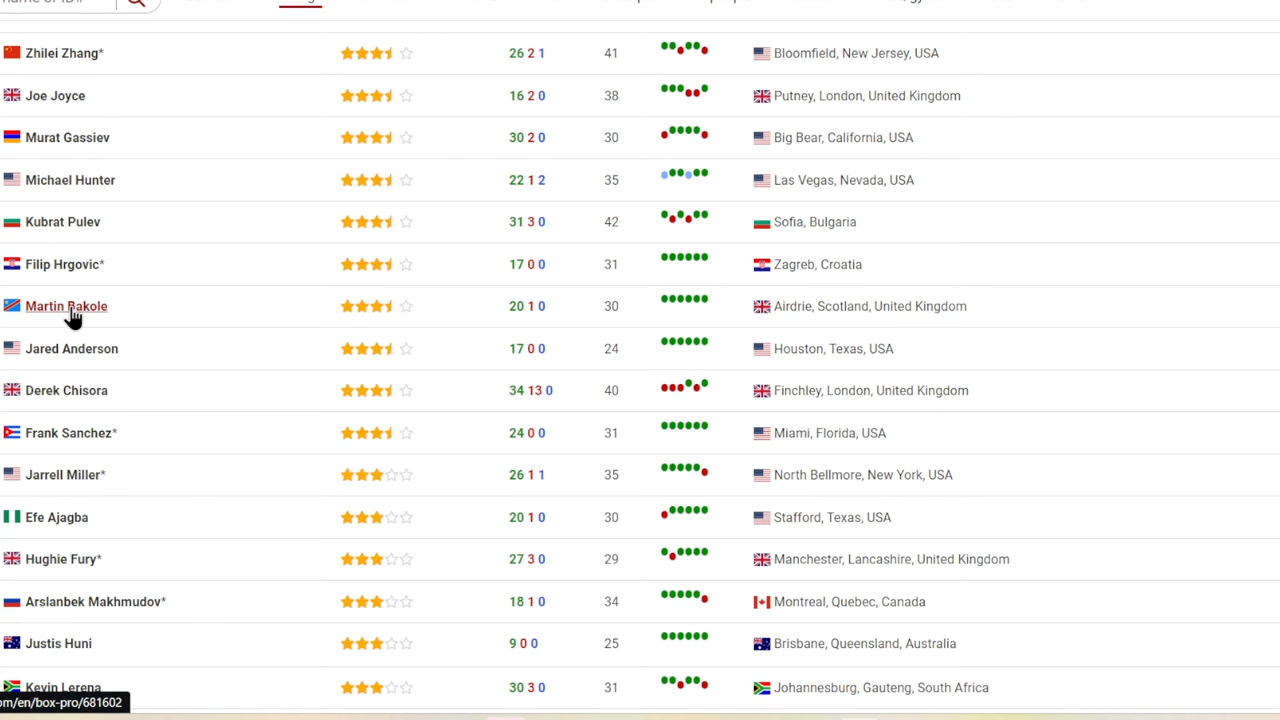 name or ID#
Zhilei Zhang* 26 2 1 41 Bloomfield, New Jersey, USA
Joe Joyce 16 2 0 38 Putney, London, United Kingdom
Murat Gassiev 30 2 0 30 Big Bear, California, USA
Michael Hunter 22 1 2 35 Las Vegas, Nevada, USA
Kubrat Pulev 31 3 0 42 Sofia, Bulgaria
Filip Hrgovic* 17 0 0 31 Zagreb, Croatia
Martin Bakole 20 1 0 30 Airdrie, Scotland, United Kingdom
Jared Anderson 17 0 0 24 Houston, Texas, USA
Derek Chisora 34 13 0 40 Finchley, London, United Kingdom
Frank Sanchez* 24 0 0 31 Miami, Florida, USA
Jarrell Miller* 26 1 1 35 North Bellmore, New York, USA
Efe Ajagba 20 1 0 30 Stafford, Texas, USA
Hughie Fury* 27 3 0 29 Manchester, Lancashire, United Kingdom
Arslanbek Makhmudov* 18 1 0 34 Montreal, Quebec, Canada
Justis Huni 9 0 0 25 Brisbane, Queensland, Australia
Kevin Lerena 30 3 0 31 Johannesburg, Gauteng, South Africa
om/en/box-pro/681602